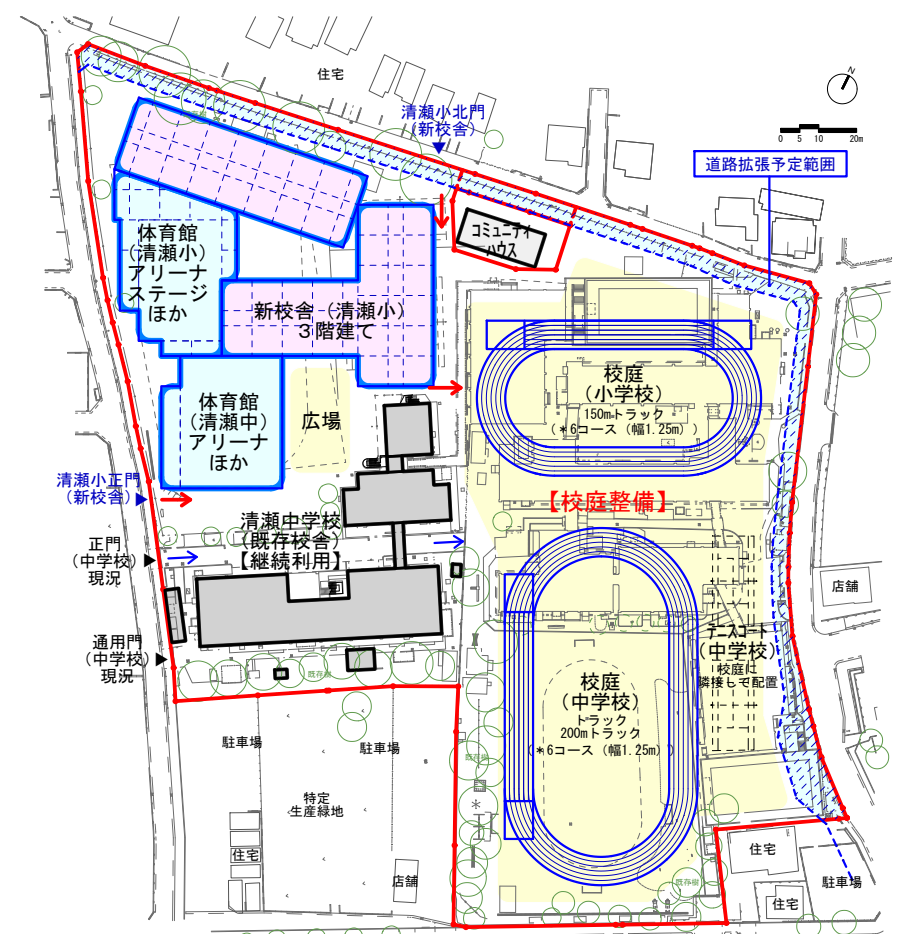 住宅
N
0 5 10 20m
清瀬小北門
(新校舎)
道路拡張予定範囲
コミュニティ
ハウス
体育館
(清瀬小)
アリーナ
ステージ
ほか
新校舎（清瀬小）
３階建て
校庭
(小学校)
150mトラック
(＊6コース（幅1.25m）)
体育館
(清瀬中)
アリーナ
ほか
広場
清瀬小正門
(新校舎)
【校庭整備】
清瀬中学校
(既存校舎)
【継続利用】
正門
(中学校)
現況
店舗
テニスコート
(中学校)
校庭に
隣接して配置
通用門
(中学校)
現況
既存樹
校庭
(中学校)
トラック
200mトラック
(＊6コース（幅1.25m）)
駐車場
駐車場
既存樹
特定
生産緑地
住宅
店舗
既存樹
住宅
住宅
駐車場